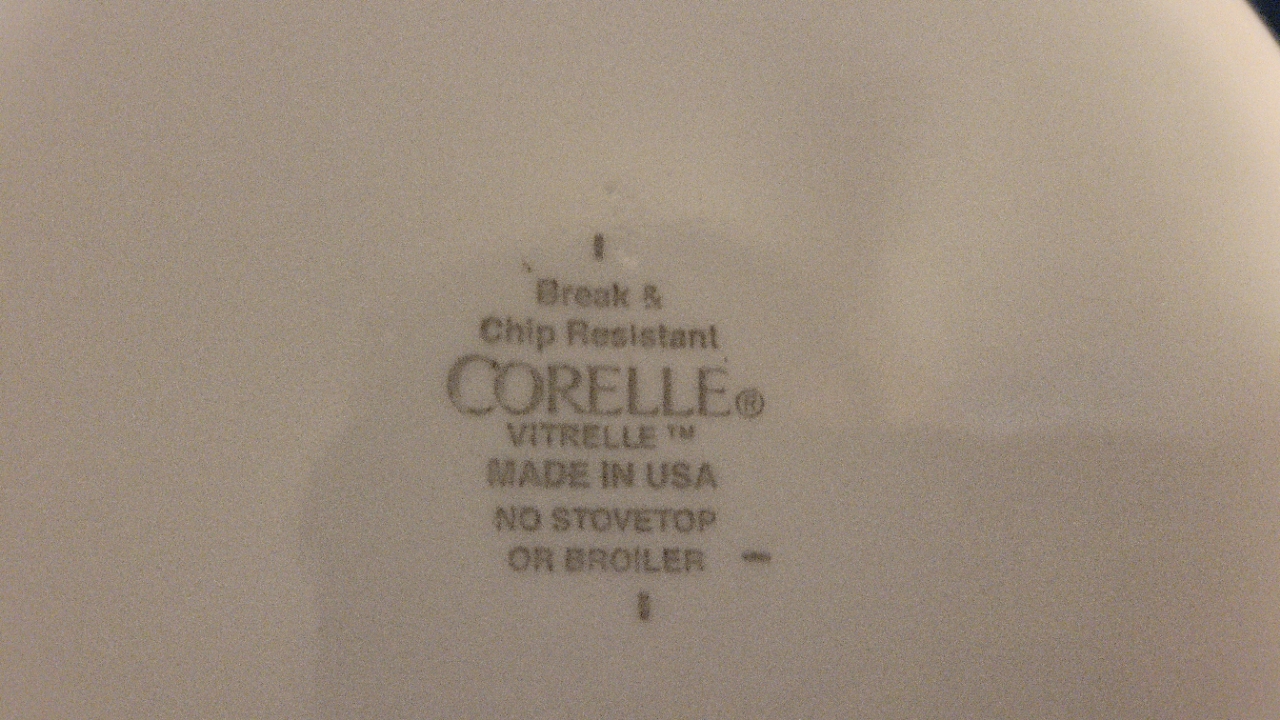 Break &
Chip Resistant
CORELLE®
VITRELLE™
MADE IN USA
NO STOVETOP
OR BROILER